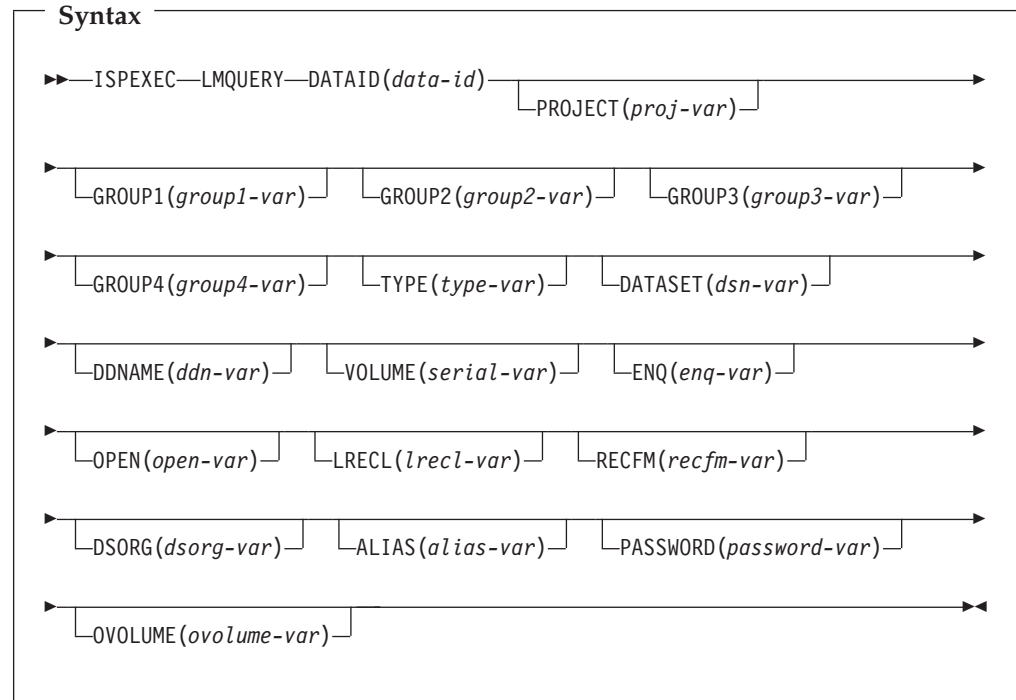 Syntax
ISPEXEC LMQUERY DATAID(data-id)
PROJECT(proj-var)
GROUP1(group1-var) GROUP2(group2-var) GROUP3(group3-var)
GROUP4(group4-var) TYPE(type-var) DATASET(dsn-var)
DDNAME(ddn-var) VOLUME(serial-var) ENQ(enq-var)
OPEN(open-var) LRECL(lrecl-var) RECFM(recfm-var)
DSORG(dsorg-var) ALIAS(alias-var) PASSWORD(password-var)
OVOLUME(ovolume-var)